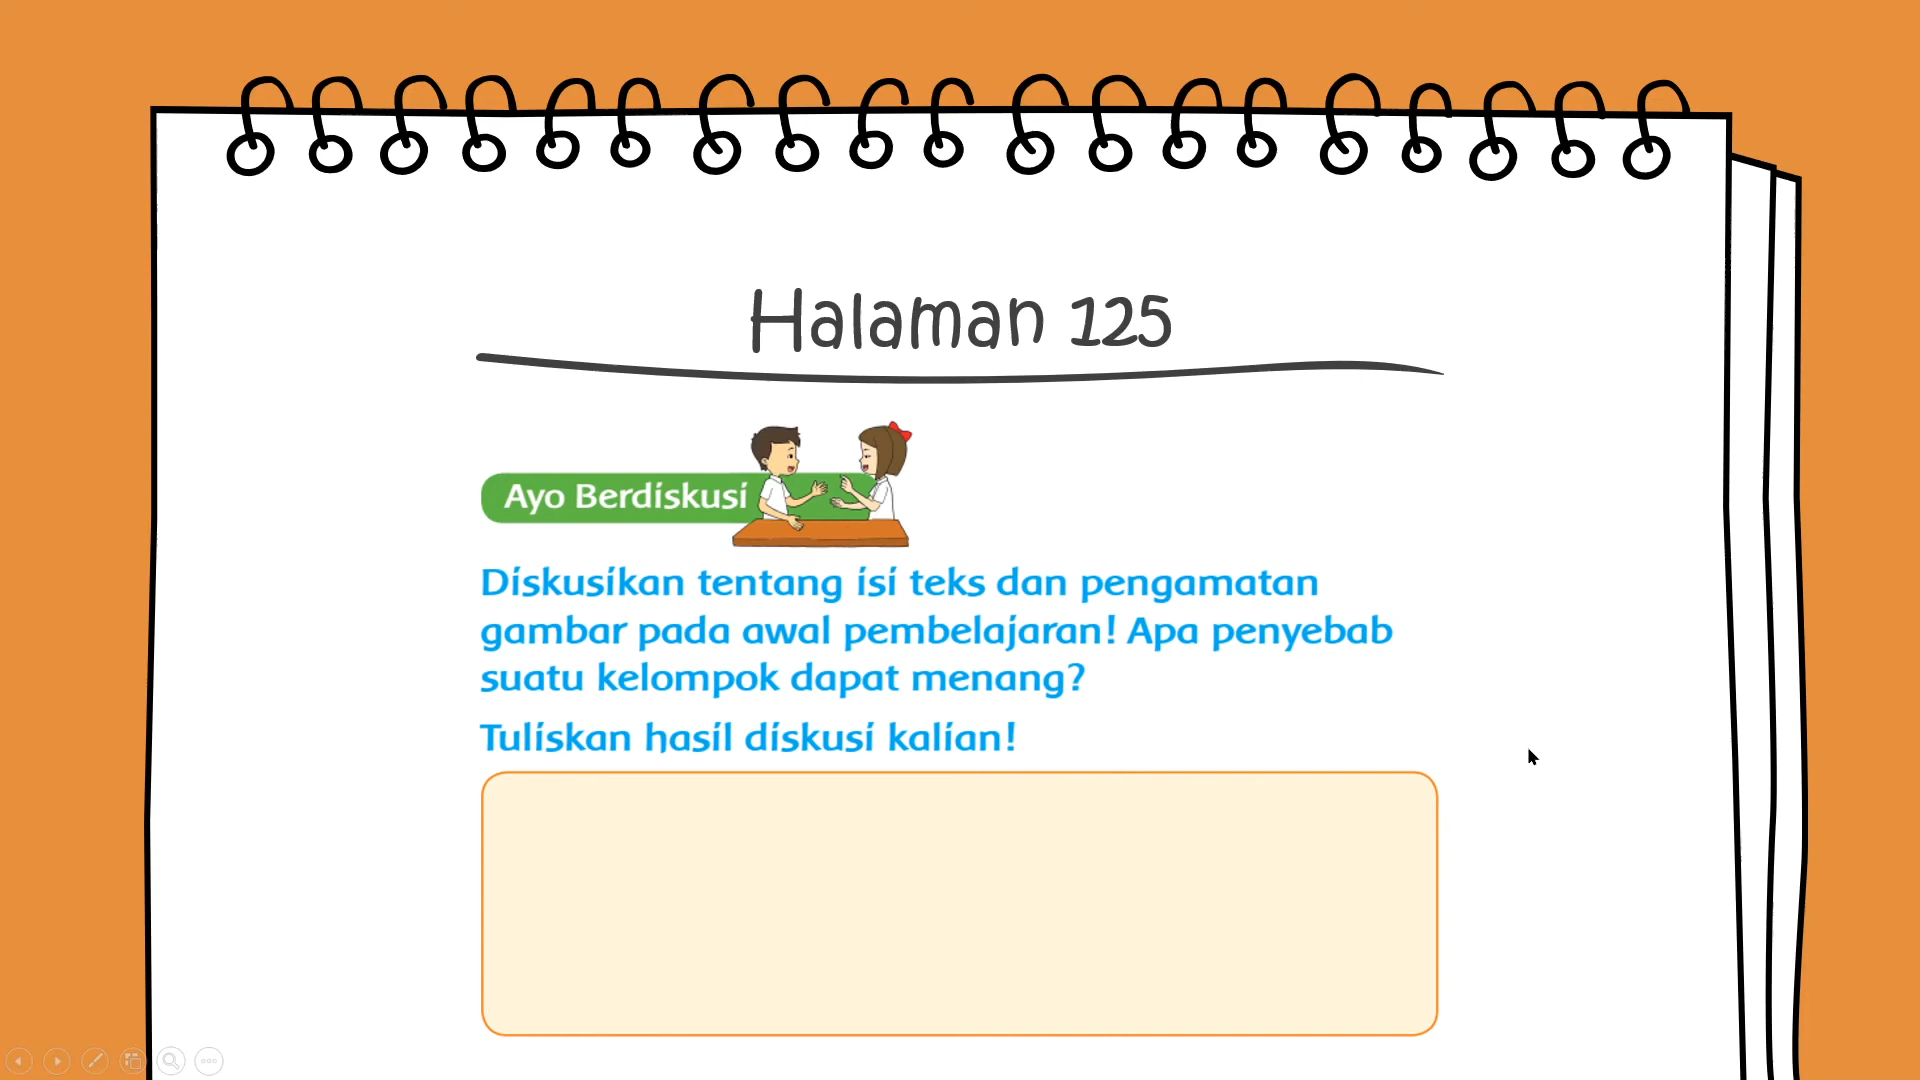 Halaman 125
Ayo Berdiskusi
Diskusikan tentang isi teks dan pengamatan
gambar pada awal pembelajaran! Apa penyebab
suatu kelompok dapat menang?
Tuliskan hasil diskusi kalian!